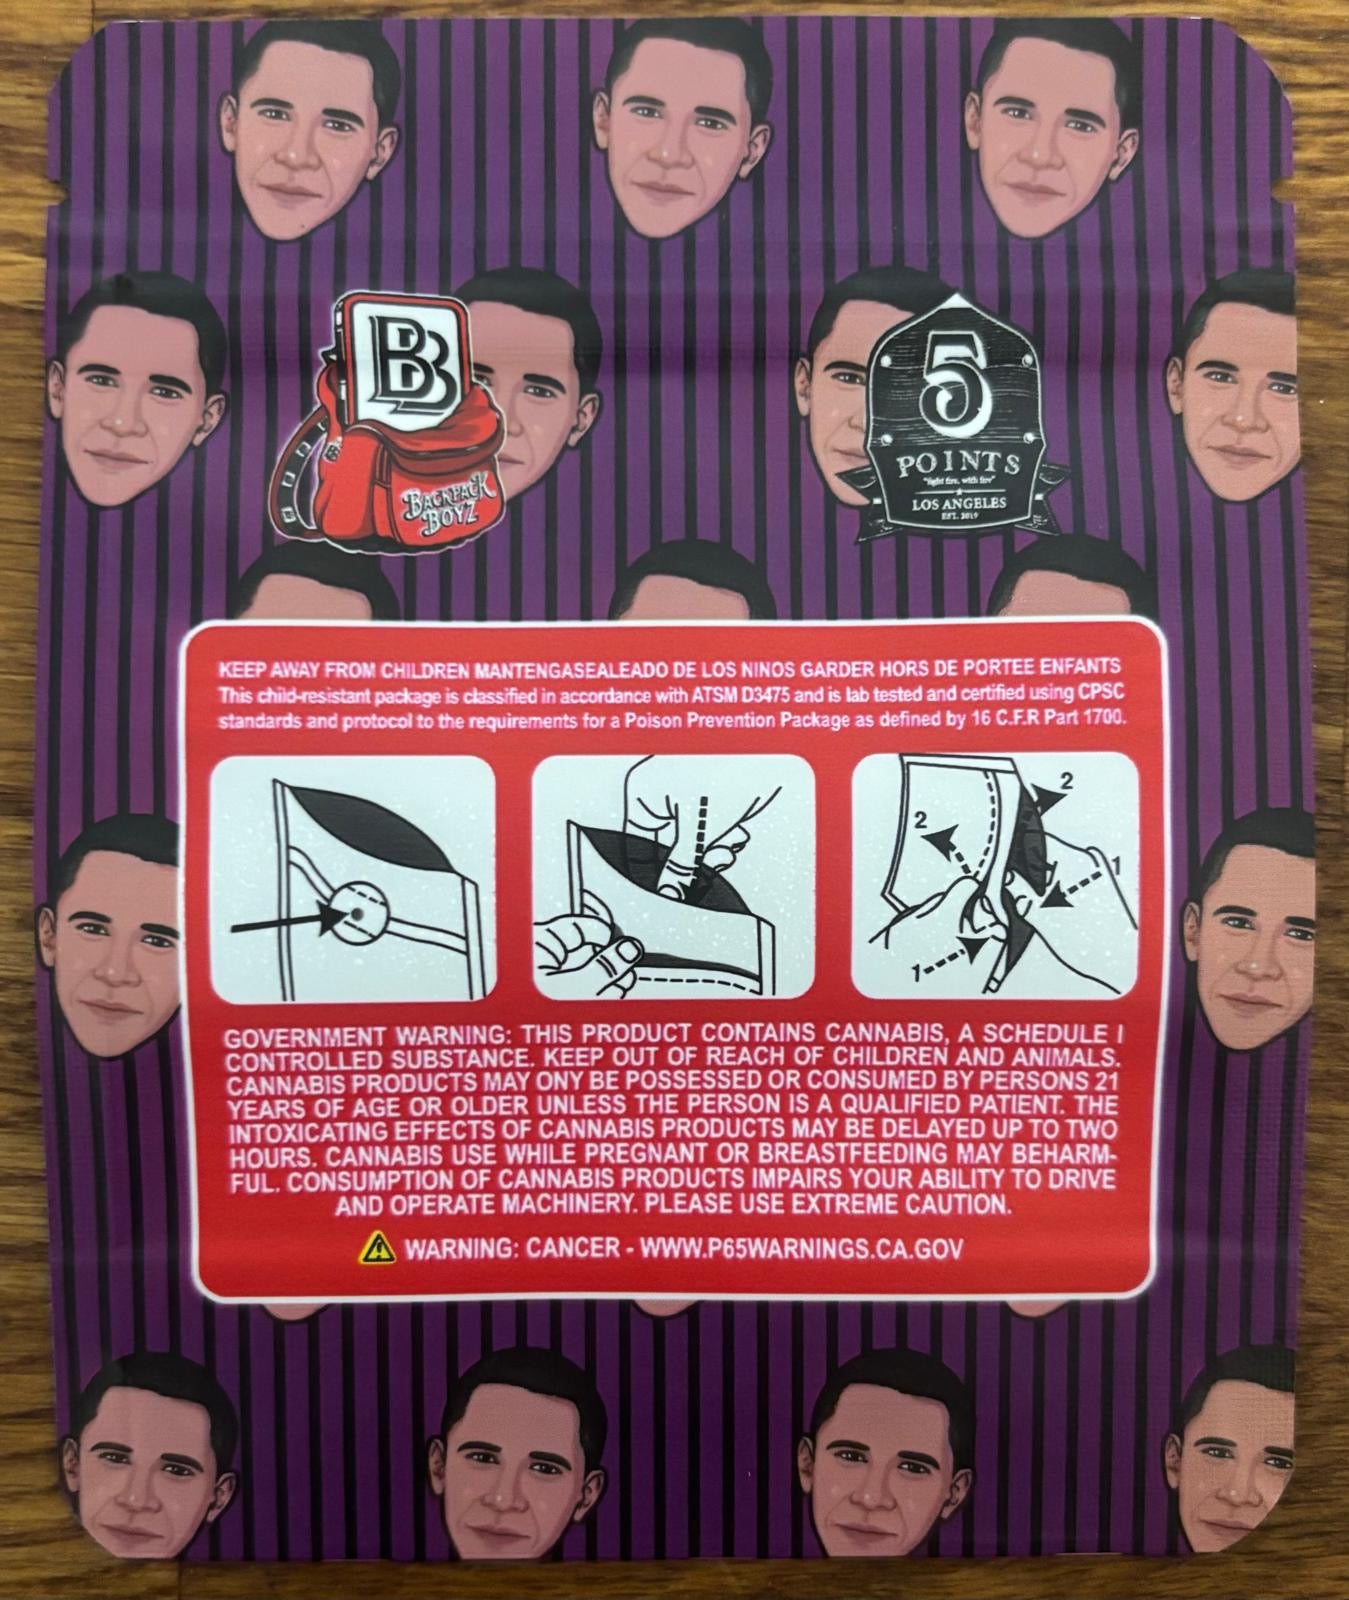 BB
BACKPACK
BOYZ
5
POINTS
"fight fire, with fire"
LOS ANGELES
EST. 2019
KEEP AWAY FROM CHILDREN MANTENGASEALEADO DE LOS NINOS GARDER HORS DE PORTEE ENFANTS
This child-resistant package is classified in accordance with ATSM D3475 and is lab tested and certified using CPSC
standards and protocol to the requirements for a Poison Prevention Package as defined by 16 C.F.R Part 1700.
2
2
1
1
GOVERNMENT WARNING: THIS PRODUCT CONTAINS CANNABIS, A SCHEDULE I
CONTROLLED SUBSTANCE. KEEP OUT OF REACH OF CHILDREN AND ANIMALS.
CANNABIS PRODUCTS MAY ONY BE POSSESSED OR CONSUMED BY PERSONS 21
YEARS OF AGE OR OLDER UNLESS THE PERSON IS A QUALIFIED PATIENT. THE
INTOXICATING EFFECTS OF CANNABIS PRODUCTS MAY BE DELAYED UP TO TWO
HOURS. CANNABIS USE WHILE PREGNANT OR BREASTFEEDING MAY BEHARM-
FUL. CONSUMPTION OF CANNABIS PRODUCTS IMPAIRS YOUR ABILITY TO DRIVE
AND OPERATE MACHINERY. PLEASE USE EXTREME CAUTION.
WARNING: CANCER - WWW.P65WARNINGS.CA.GOV